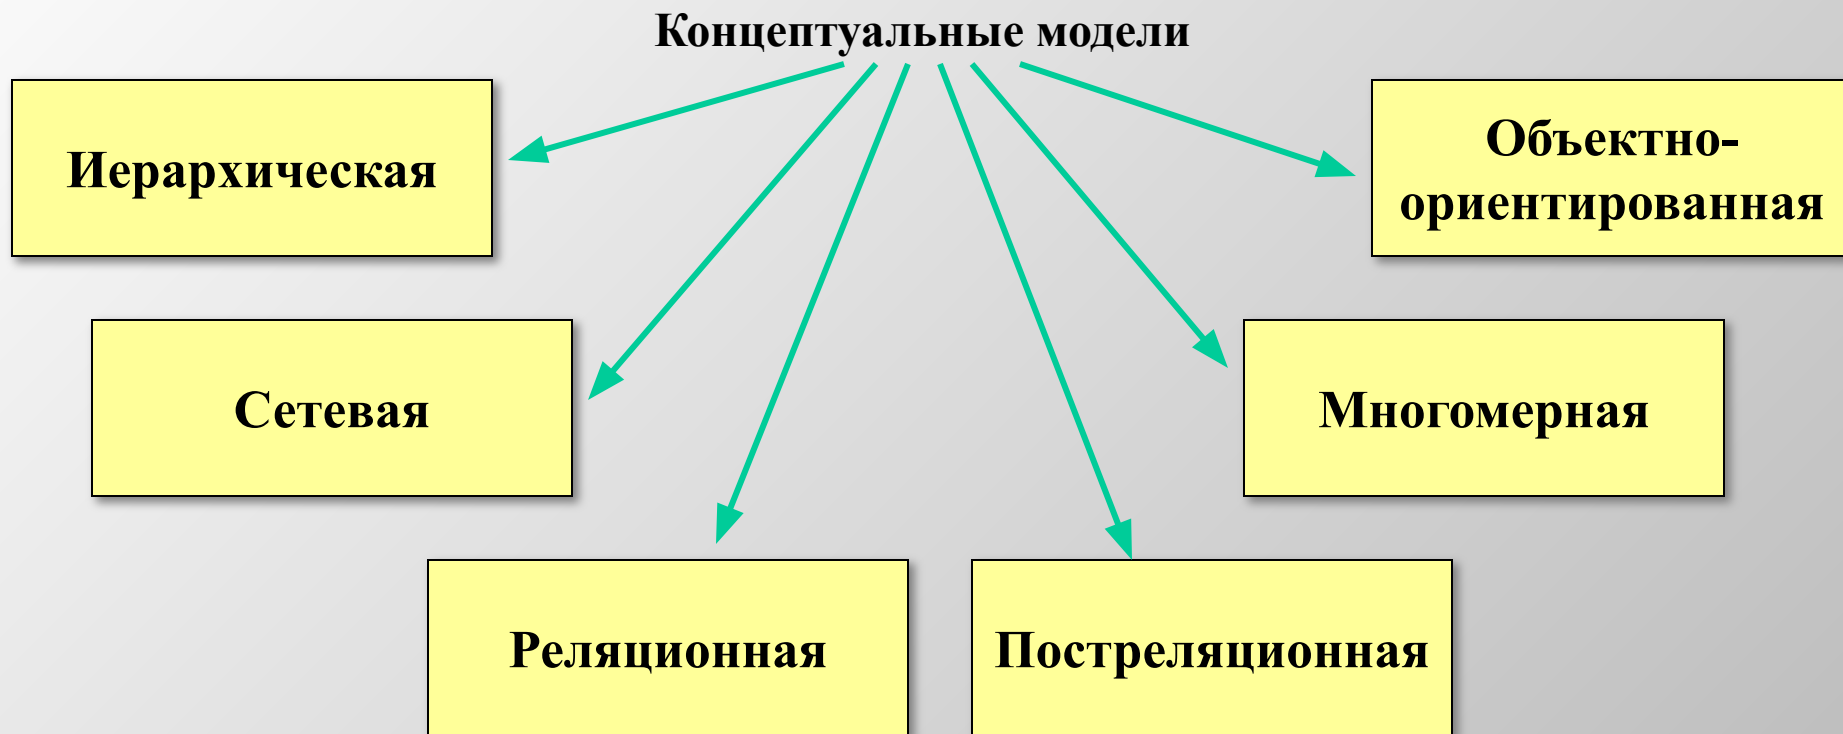 Концептуальные модели
Иерархическая
Объектно-
ориентированная
Сетевая
Многомерная
Реляционная
Постреляционная